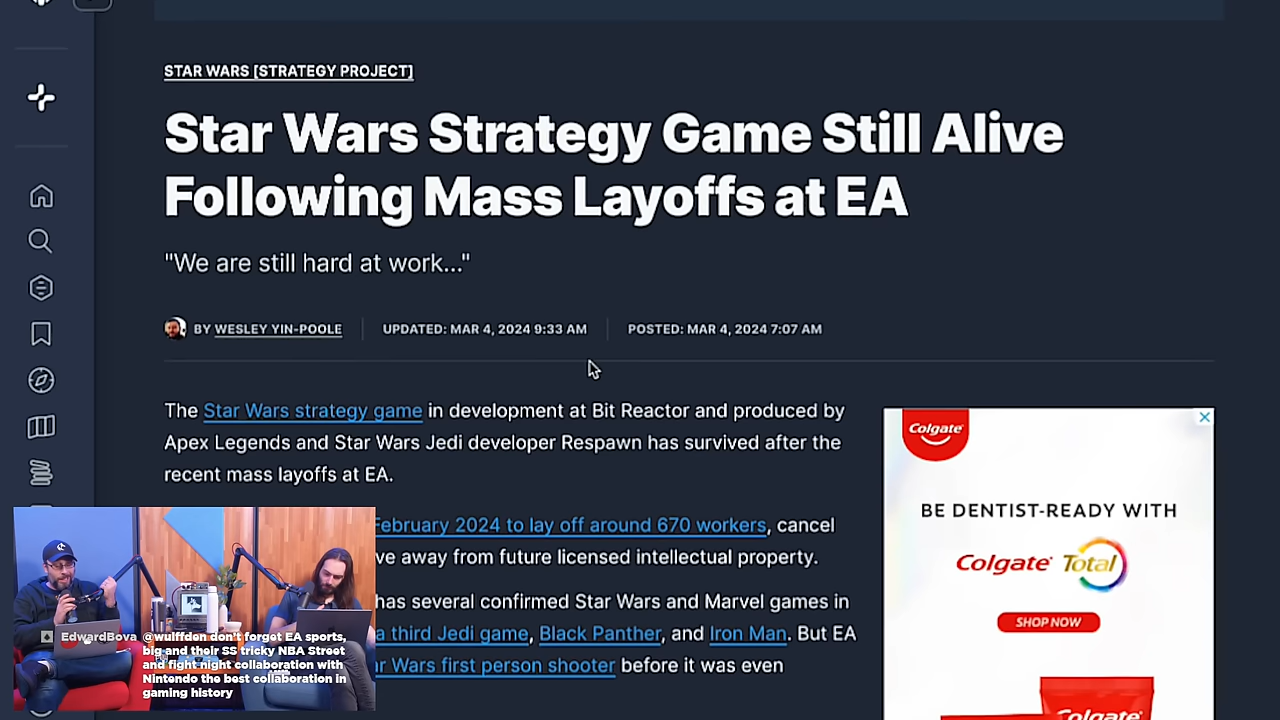 STAR WARS [STRATEGY PROJECT]
Star Wars Strategy Game Still Alive
Following Mass Layoffs at EA
"We are still hard at work..."
BY WESLEY YIN-POOLE
UPDATED: MAR 4, 2024 9:33 AM
POSTED: MAR 4, 2024 7:07 AM
The Star Wars strategy game in development at Bit Reactor and produced by
Apex Legends and Star Wars Jedi developer Respawn has survived after the
recent mass layoffs at EA.
February 2024 to lay off around 670 workers, cancel
ve away from future licensed intellectual property.
has several confirmed Star Wars and Marvel games in
a third Jedi game, Black Panther, and Iron Man. But EA
ar Wars first person shooter before it was even
Colgate
BE DENTIST-READY WITH
Colgate Total
SHOP NOW
Colgate
EdwardBova @wulffden don't forget EA sports,
big and their SS tricky NBA Street
and fight night collaboration with
Nintendo the best collaboration in
gaming history